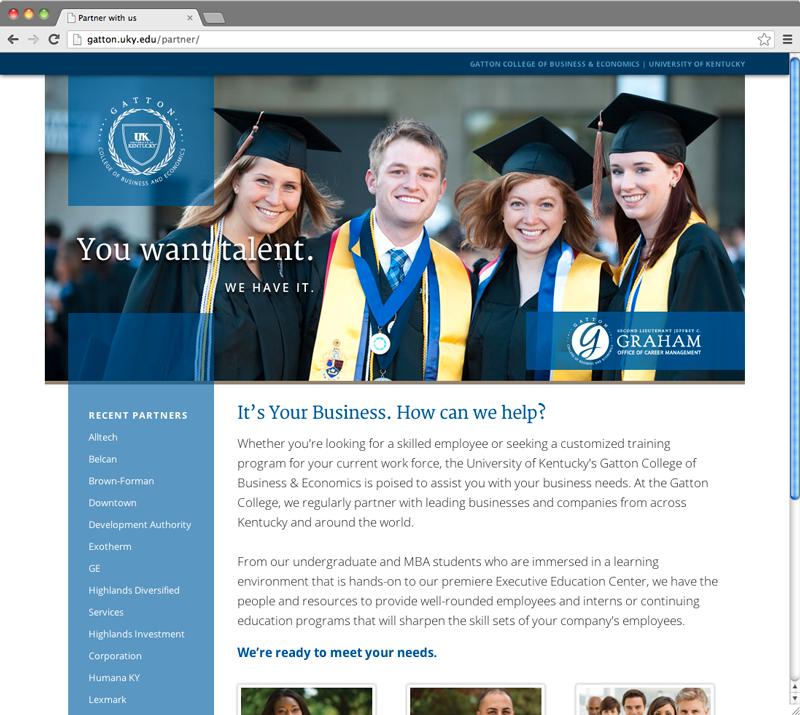 Partner with us
gatton.uky.edu/partner/
GATTON COLLEGE OF BUSINESS & ECONOMICS | UNIVERSITY OF KENTUCKY
GATTON
UK
KENTUCKY
COLLEGE OF BUSINESS AND ECONOMICS
You want talent.
WE HAVE IT.
GATTON
SECOND LIEUTENANT JEFFREY C.
GRAHAM
OFFICE OF CAREER MANAGEMENT
RECENT PARTNERS
Alltech
Belcan
Brown-Forman
Downtown
Development Authority
Exotherm
GE
Highlands Diversified
Services
Highlands Investment
Corporation
Humana KY
Lexmark
It's Your Business. How can we help?
Whether you're looking for a skilled employee or seeking a customized training
program for your current work force, the University of Kentucky's Gatton College of
Business & Economics is poised to assist you with your business needs. At the Gatton
College, we regularly partner with leading businesses and companies from across
Kentucky and around the world.
From our undergraduate and MBA students who are immersed in a learning
environment that is hands-on to our premiere Executive Education Center, we have the
people and resources to provide well-rounded employees and interns or continuing
education programs that will sharpen the skill sets of your company's employees.
We're ready to meet your needs.